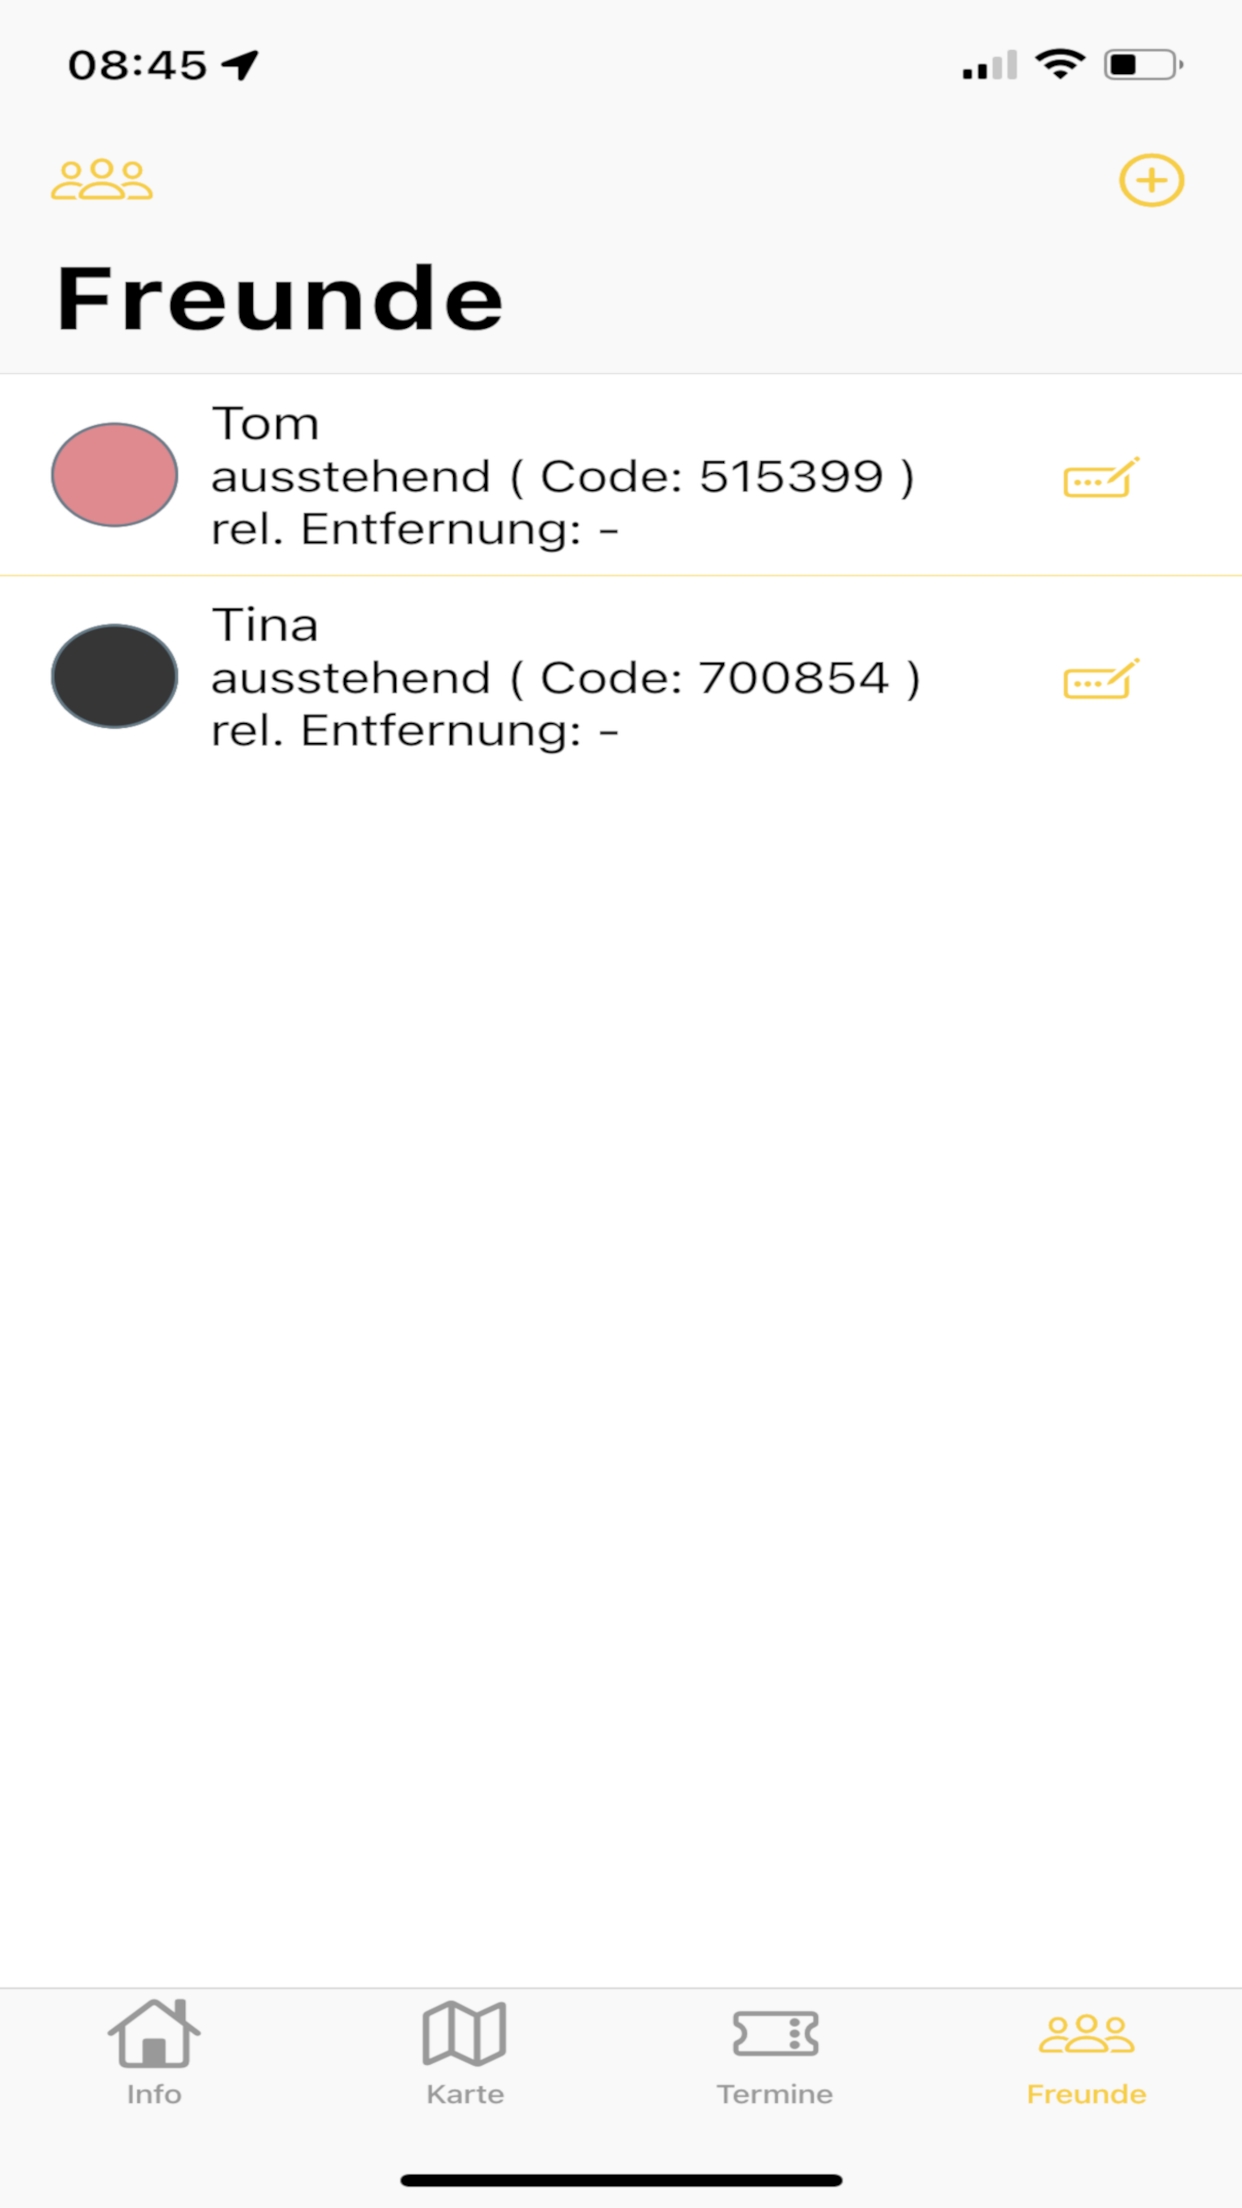 08:45
Freunde
Tom
ausstehend ( Code: 515399 )
rel. Entfernung: -
Tina
ausstehend ( Code: 700854 )
rel. Entfernung: -
Info
Karte
Termine
Freunde